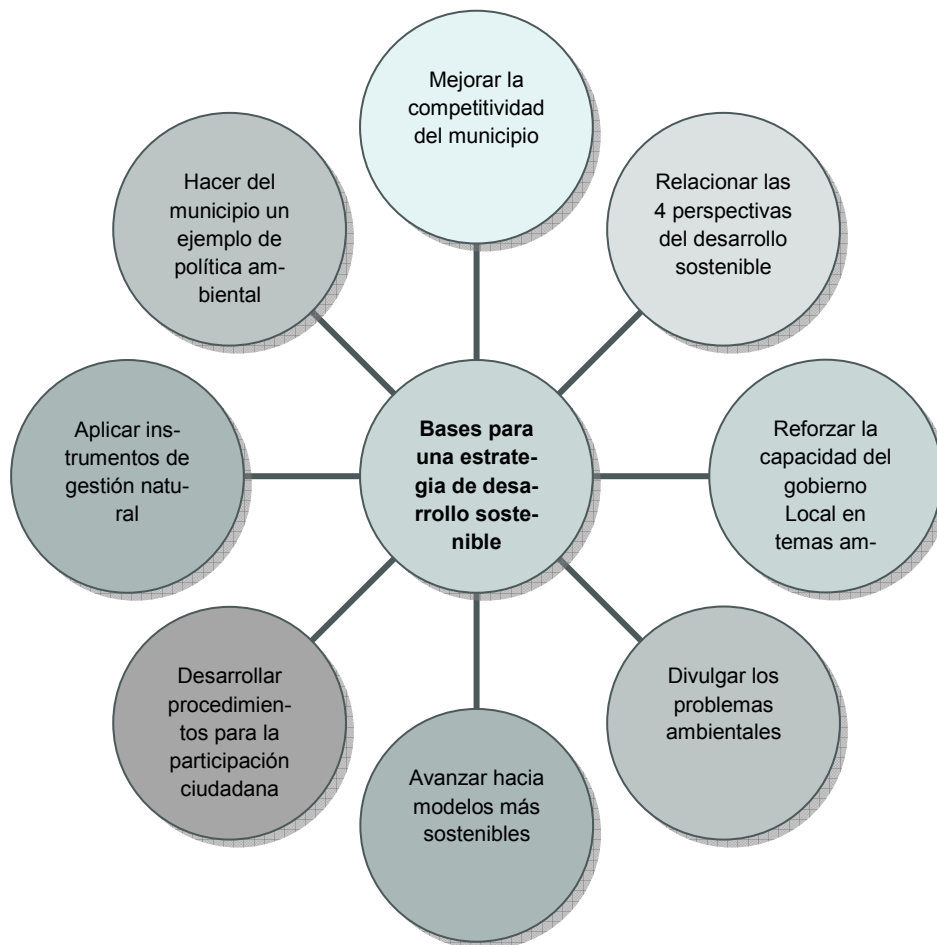 Mejorar la
competitividad
del municipio
Relacionar las
4 perspectivas
del desarrollo
sostenible
Reforzar la
capacidad del
gobierno
Local en
temas am-
Divulgar los
problemas
ambientales
Avanzar hacia
modelos más
sostenibles
Desarrollar
procedimien-
tos para la
participación
ciudadana
Aplicar ins-
trumentos de
gestión natu-
ral
Hacer del
municipio un
ejemplo de
política am-
biental
Bases para
una estrate-
gia de desa-
rrollo soste-
nible